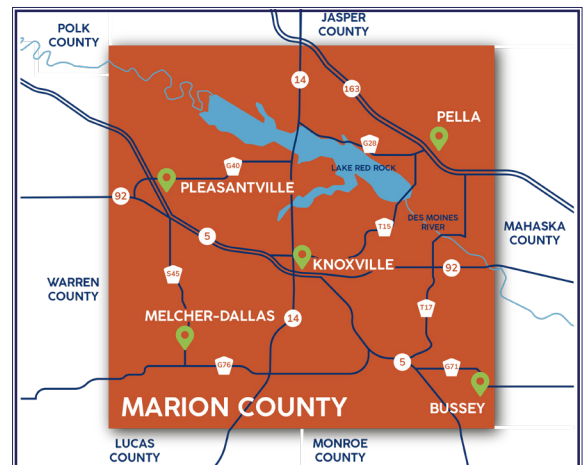 JASPER
COUNTY
POLK
COUNTY
14
163
PELLA
G28
G40
LAKE RED ROCK
PLEASANTVILLE
92
DES MOINES
RIVER
T15
MAHASKA
COUNTY
5
KNOXVILLE
92
S45
WARREN
COUNTY
T17
MELCHER-DALLAS
14
5
G76
G71
MARION COUNTY
BUSSEY
LUCAS
COUNTY
MONROE
COUNTY